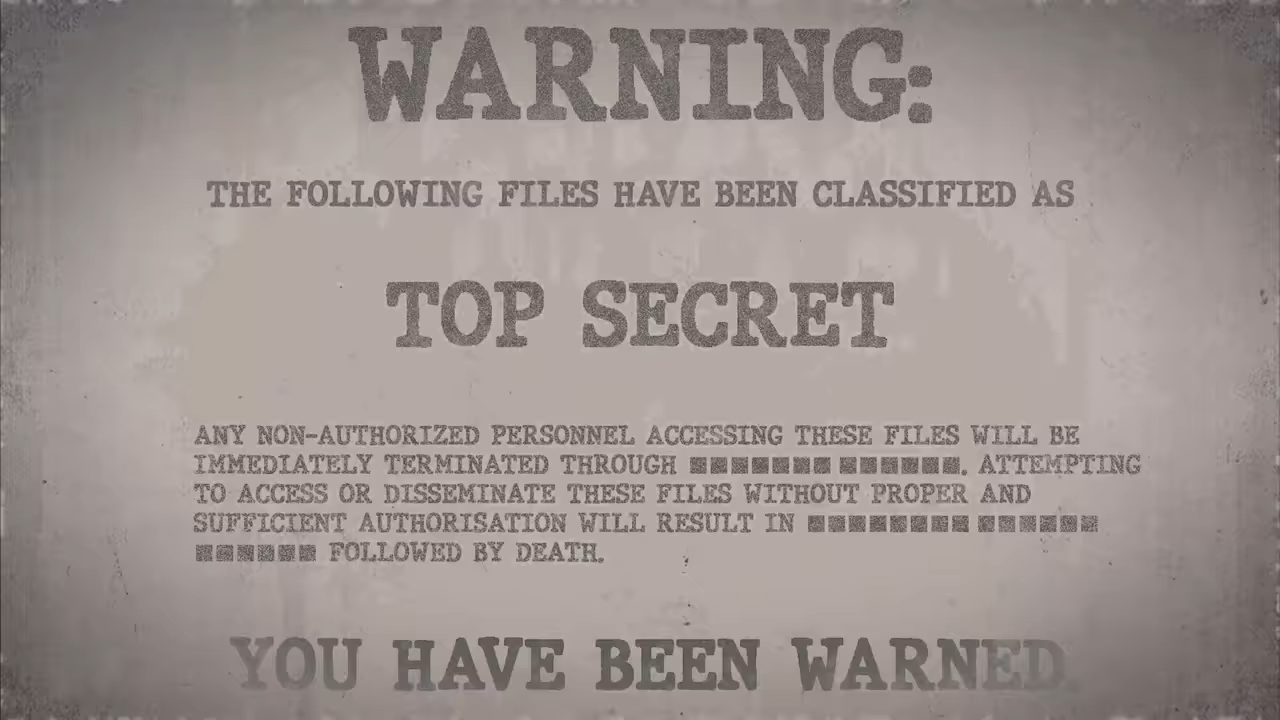 WARNING:
THE FOLLOWING FILES HAVE BEEN CLASSIFIED AS
TOP SECRET
ANY NON-AUTHORIZED PERSONNEL ACCESSING THESE FILES WILL BE
IMMEDIATELY TERMINATED THROUGH ■■■■■■■ ■■■■■■. ATTEMPTING
TO ACCESS OR DISSEMINATE THESE FILES WITHOUT PROPER AND
SUFFICIENT AUTHORISATION WILL RESULT IN ■■■■■■■■ ■■■■■■
■■■■■■ FOLLOWED BY DEATH.
YOU HAVE BEEN WARNED.